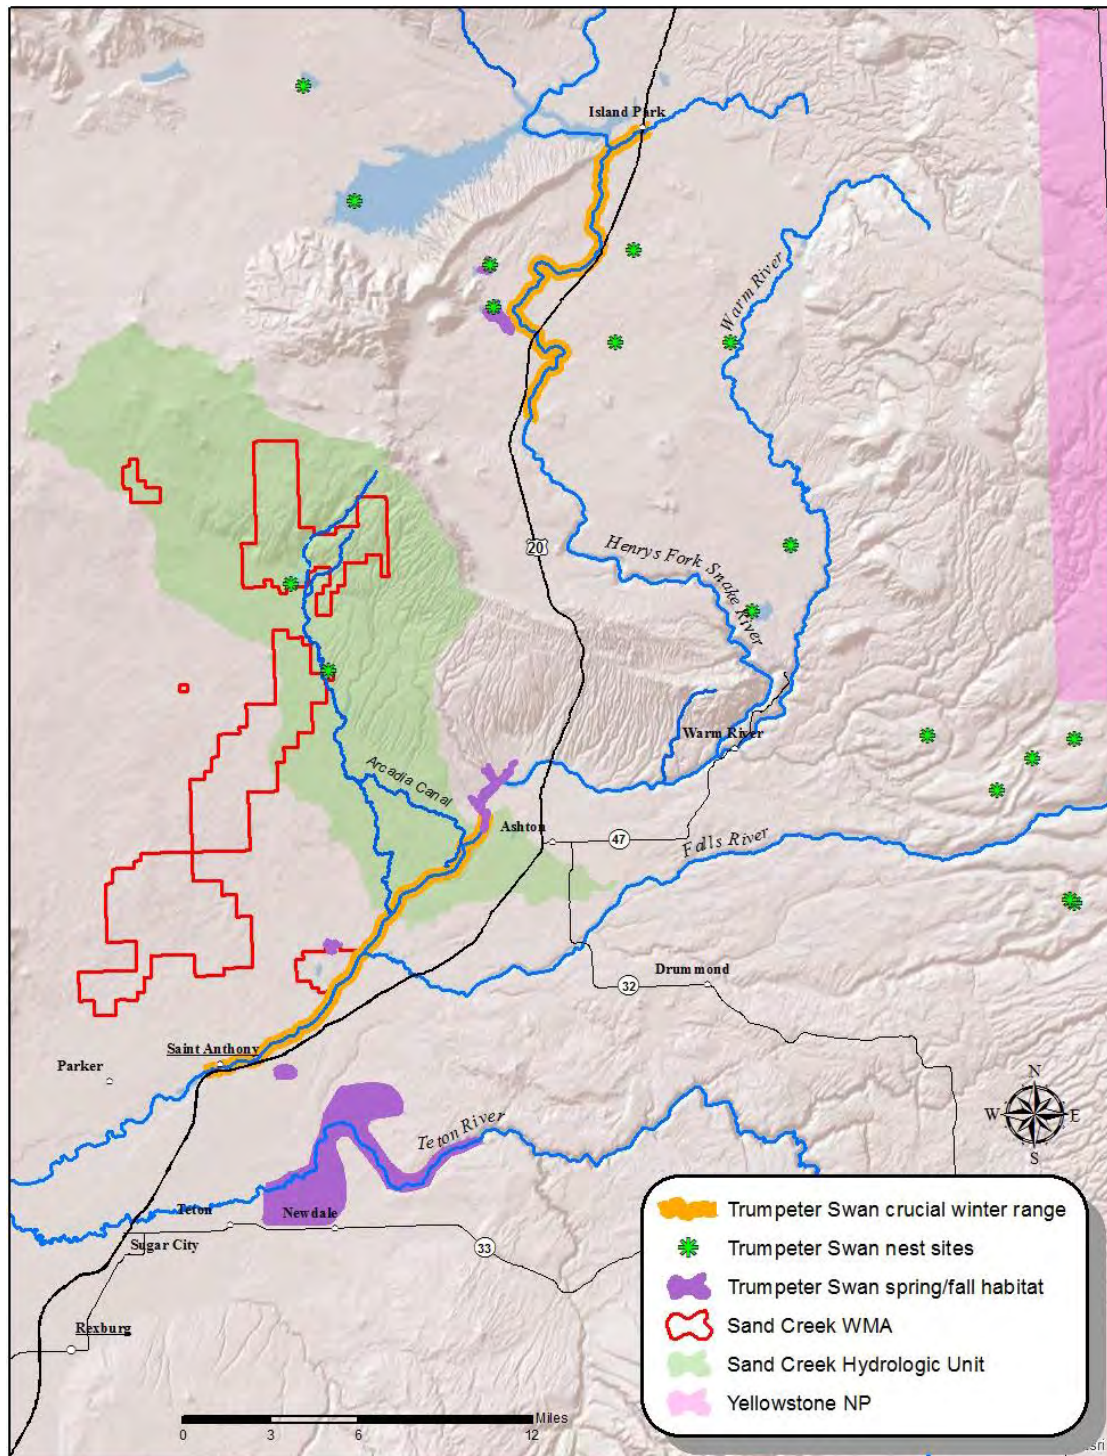 Island Park
Warm River
20
Henrys Fork Snake River
Warm River
Arcadia Canal
Ashton
47
Falls River
Drummond
32
Saint Anthony
Parker
N
W E
S
Teton River
Teton
Newdale
Sugar City
33
Rexburg
Miles
0 3 6 12
Trumpeter Swan crucial winter range
Trumpeter Swan nest sites
Trumpeter Swan spring/fall habitat
Sand Creek WMA
Sand Creek Hydrologic Unit
Yellowstone NP